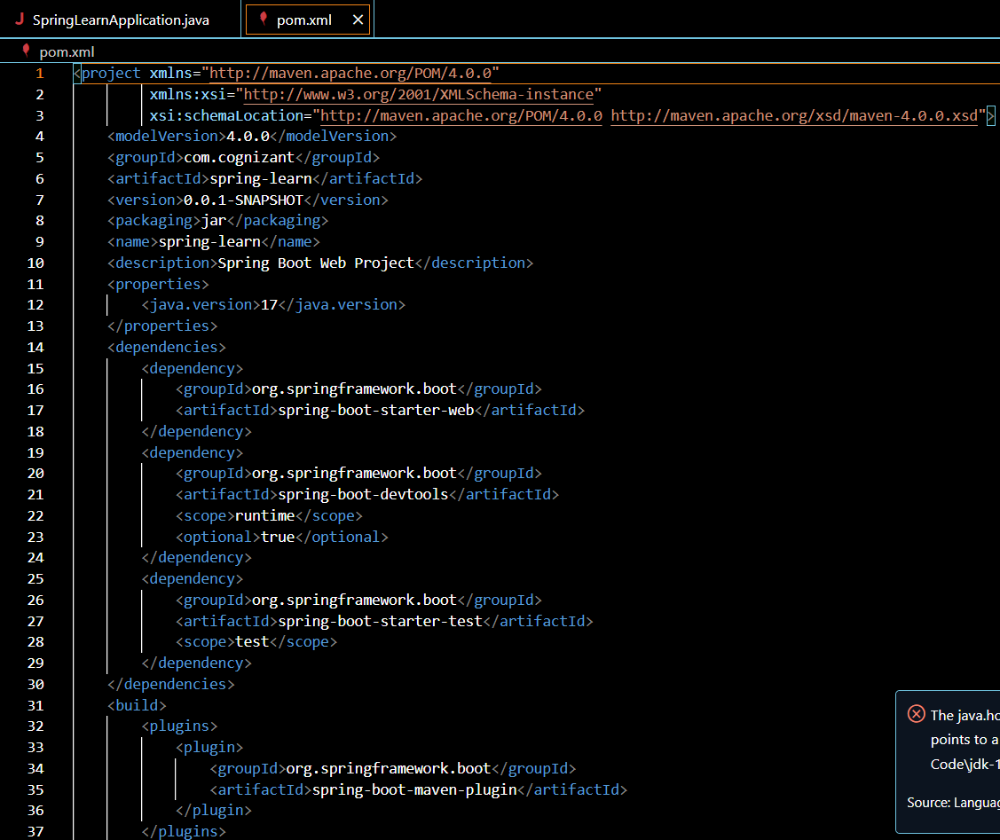 SpringLearnApplication.java
pom.xml
pom.xml
1 <project xmlns="http://maven.apache.org/POM/4.0.0"
2 xmlns:xsi="http://www.w3.org/2001/XMLSchema-instance"
3 xsi:schemaLocation="http://maven.apache.org/POM/4.0.0 http://maven.apache.org/xsd/maven-4.0.0.xsd">
4 <modelVersion>4.0.0</modelVersion>
5 <groupId>com.cognizant</groupId>
6 <artifactId>spring-learn</artifactId>
7 <version>0.0.1-SNAPSHOT</version>
8 <packaging>jar</packaging>
9 <name>spring-learn</name>
10 <description>Spring Boot Web Project</description>
11 <properties>
12 <java.version>17</java.version>
13 </properties>
14 <dependencies>
15 <dependency>
16 <groupId>org.springframework.boot</groupId>
17 <artifactId>spring-boot-starter-web</artifactId>
18 </dependency>
19 <dependency>
20 <groupId>org.springframework.boot</groupId>
21 <artifactId>spring-boot-devtools</artifactId>
22 <scope>runtime</scope>
23 <optional>true</optional>
24 </dependency>
25 <dependency>
26 <groupId>org.springframework.boot</groupId>
27 <artifactId>spring-boot-starter-test</artifactId>
28 <scope>test</scope>
29 </dependency>
30 </dependencies>
31 <build>
32 <plugins>
33 <plugin>
34 <groupId>org.springframework.boot</groupId>
35 <artifactId>spring-boot-maven-plugin</artifactId>
36 </plugin>
37 </plugins>
The java.ho
points to a
Code\jdk-1
Source: Languag